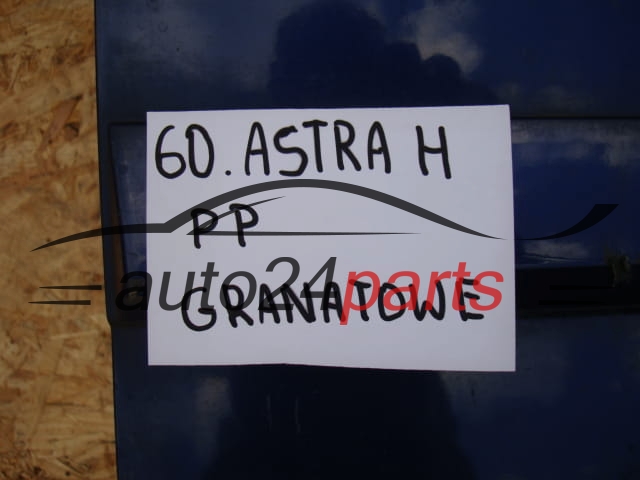 60. ASTRA H
PP
auto24parts
GRANATOWE